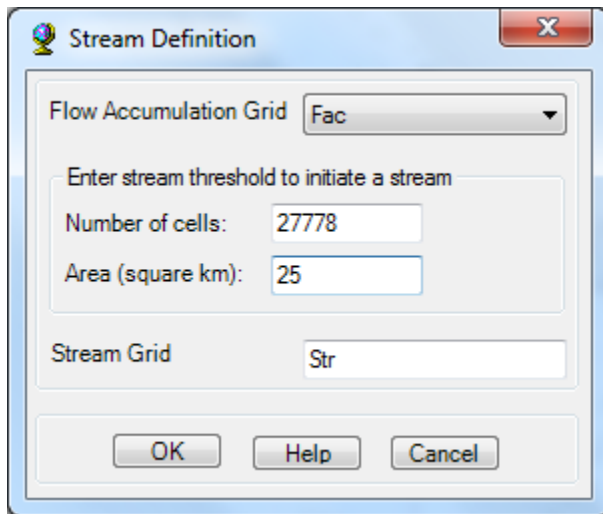 Stream Definition
Flow Accumulation Grid Fac
Enter stream threshold to initiate a stream
Number of cells: 27778
Area (square km): 25
Stream Grid Str
OK Help Cancel